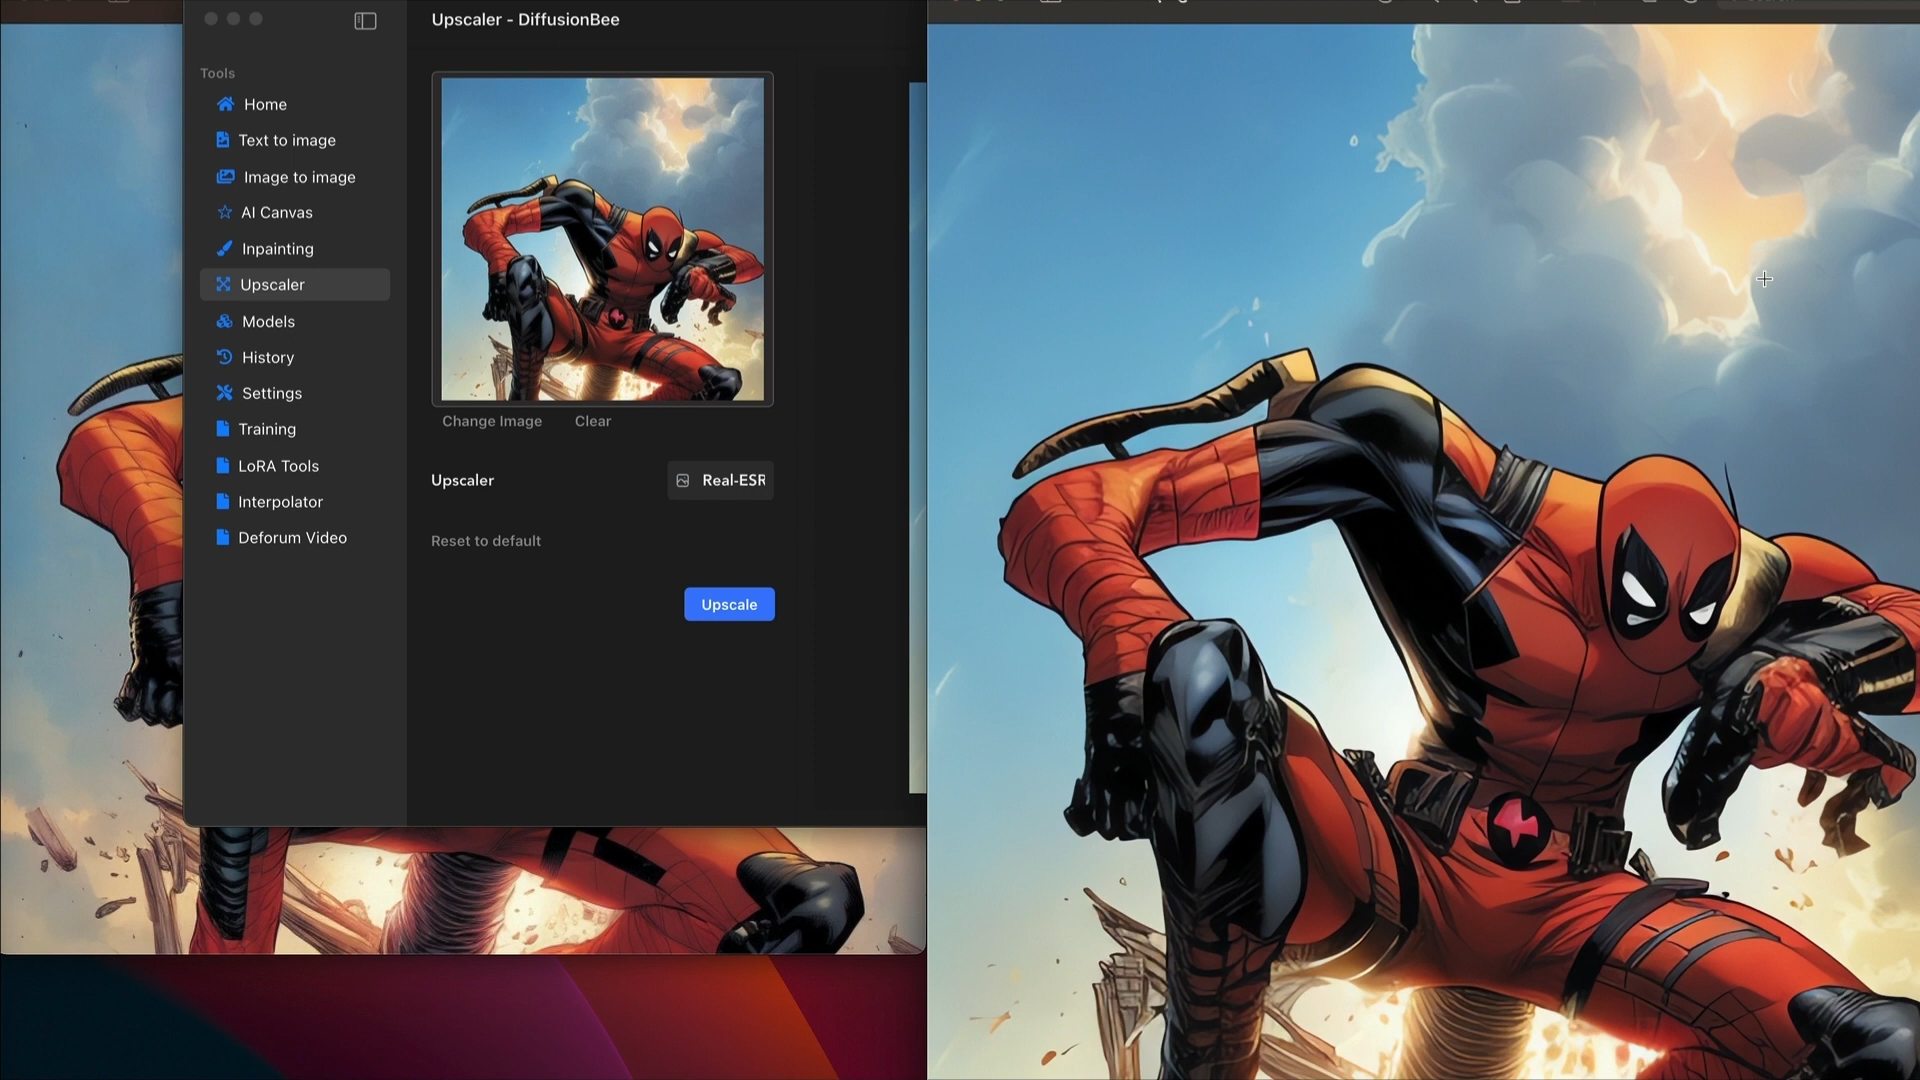 Upscaler - DiffusionBee
Tools
Home
Text to image
Image to image
AI Canvas
Inpainting
Upscaler
Models
History
Settings
Training
LoRA Tools
Interpolator
Deforum Video
Change Image
Clear
Upscaler
Real-ESR
Reset to default
Upscale